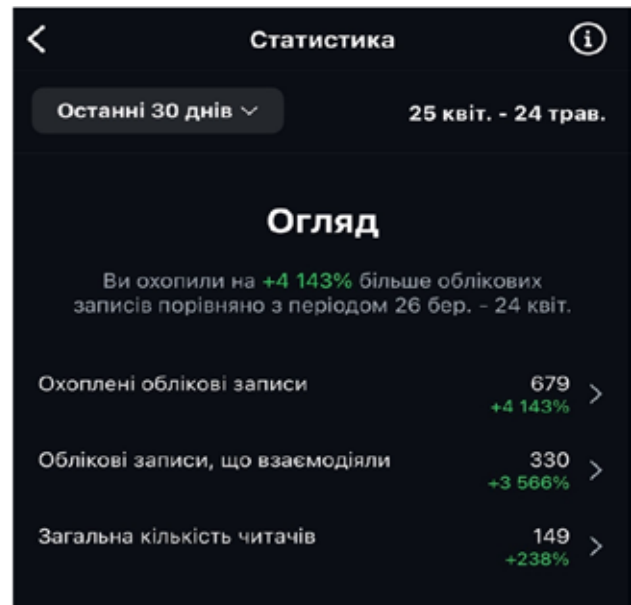 Статистика
Останні 30 днів
25 квіт. - 24 трав.
Огляд
Ви охопили на +4 143% більше облікових
записів порівняно з періодом 26 бер. - 24 квіт.
Охоплені облікові записи
679
+4 143%
Облікові записи, що взаємодіяли
330
+3 566%
Загальна кількість читачів
149
+238%